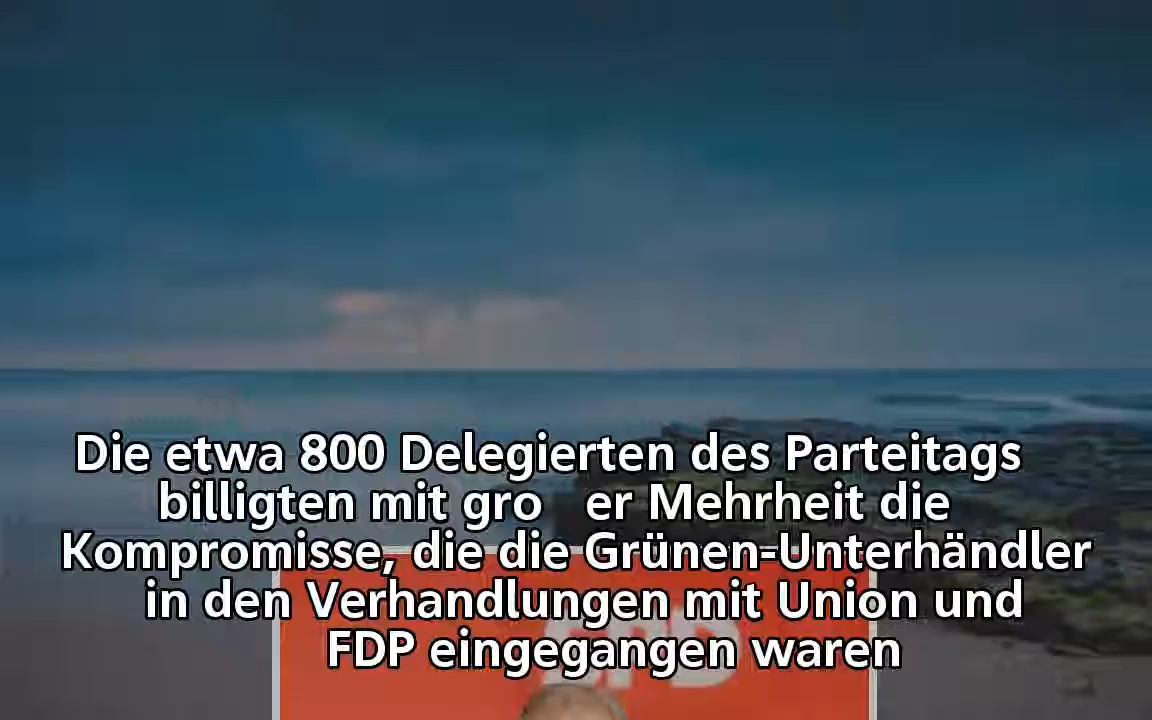 Die etwa 800 Delegierten des Parteitags
billigten mit gro er Mehrheit die
Kompromisse, die die Grünen-Unterhändler
in den Verhandlungen mit Union und
FDP eingegangen waren